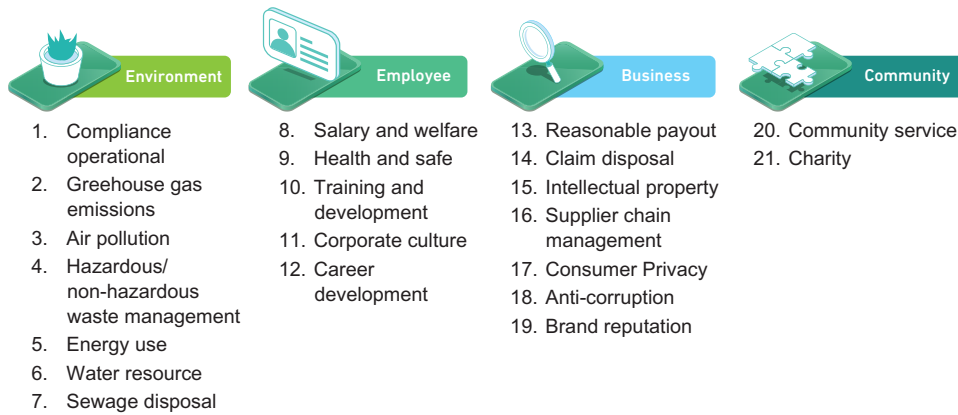 Environment
1. Compliance
operational
2. Greehouse gas
emissions
3. Air pollution
4. Hazardous/
non-hazardous
waste management
5. Energy use
6. Water resource
7. Sewage disposal
Employee
8. Salary and welfare
9. Health and safe
10. Training and
development
11. Corporate culture
12. Career
development
Business
13. Reasonable payout
14. Claim disposal
15. Intellectual property
16. Supplier chain
management
17. Consumer Privacy
18. Anti-corruption
19. Brand reputation
Community
20. Community service
21. Charity